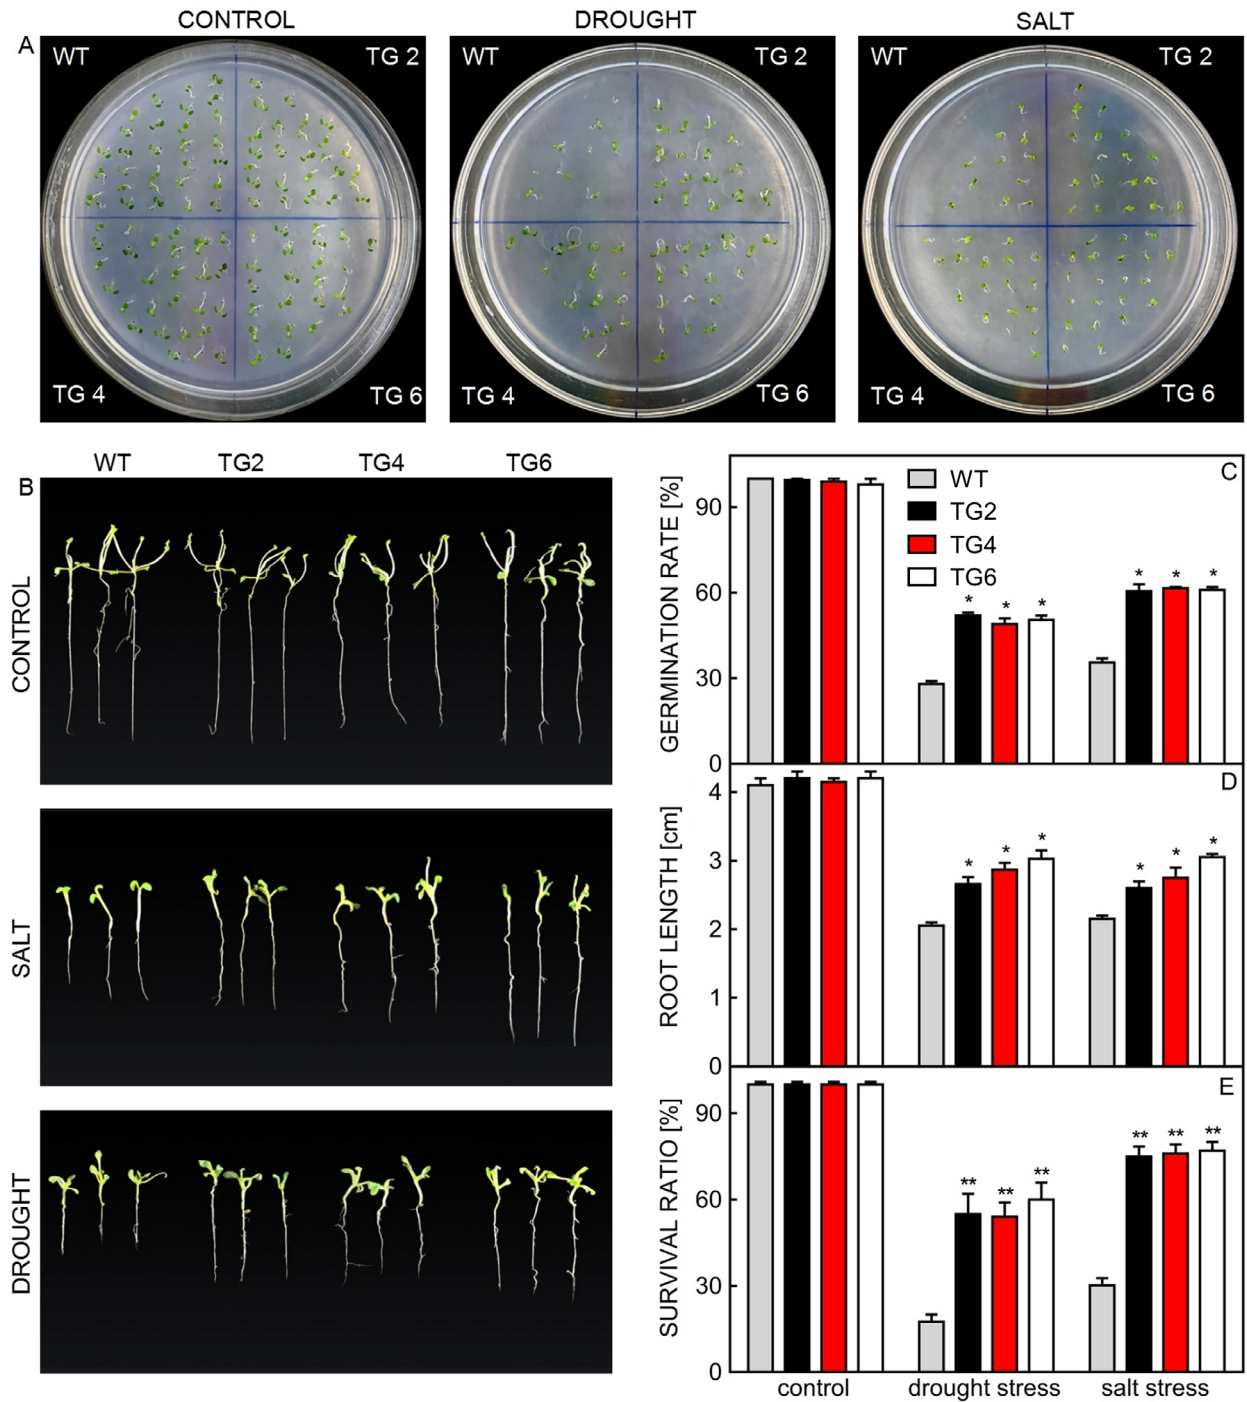 CONTROL
DROUGHT
SALT
A
WT
TG 2
WT
TG 2
WT
TG 2
TG 4
TG 6
TG 4
TG 6
TG 4
TG 6
WT
TG2
TG4
TG6
B
CONTROL
SALT
DROUGHT
C
WT
TG2
TG4
TG6
GERMINATION RATE [%]
90
60
30
0
* * *
* * *
D
ROOT LENGTH [cm]
4
3
2
1
0
* * *
* * *
E
SURVIVAL RATIO [%]
90
60
30
0
** ** **
** ** **
control
drought stress
salt stress